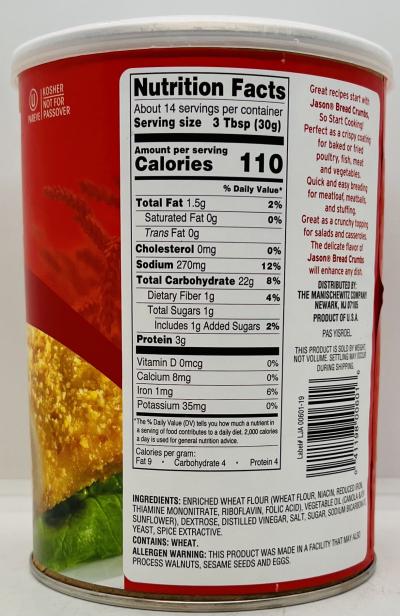 U
PAREVE
KOSHER
NOT FOR
PASSOVER
Nutrition Facts
About 14 servings per container
Serving size 3 Tbsp (30g)
Amount per serving
Calories 110
% Daily Value*
Total Fat 1.5g 2%
Saturated Fat 0g 0%
Trans Fat 0g
Cholesterol 0mg 0%
Sodium 270mg 12%
Total Carbohydrate 22g 8%
Dietary Fiber 1g 4%
Total Sugars 1g
Includes 1g Added Sugars 2%
Protein 3g
Vitamin D 0mcg 0%
Calcium 8mg 0%
Iron 1mg 6%
Potassium 35mg 0%
*The % Daily Value (DV) tells you how much a nutrient in
a serving of food contributes to a daily diet. 2,000 calories
a day is used for general nutrition advice.
Calories per gram:
Fat 9 • Carbohydrate 4 • Protein 4
Great recipes start with
Jason® Bread Crumbs.
So Start Cooking!
Perfect as a crispy coating
for baked or fried
poultry, fish, meat
and vegetables.
Quick and easy breading
for meatloaf, meatballs,
and stuffing.
Great as a crunchy topping
for salads and casseroles.
The delicate flavor of
Jason® Bread Crumbs
will enhance any dish.
DISTRIBUTED BY:
THE MANISCHEWITZ COMPANY
NEWARK, NJ 07105
PRODUCT OF U.S.A.
PAS YISROEL.
THIS PRODUCT IS SOLD BY WEIGHT,
NOT VOLUME. SETTLING MAY OCCUR
DURING SHIPPING.
Label# LJA 00601-19
INGREDIENTS: ENRICHED WHEAT FLOUR (WHEAT FLOUR, NIACIN, REDUCED IRON,
THIAMINE MONONITRATE, RIBOFLAVIN, FOLIC ACID), VEGETABLE OIL (CANOLA &
SUNFLOWER), DEXTROSE, DISTILLED VINEGAR, SALT, SUGAR, SODIUM BICARBONATE,
YEAST, SPICE EXTRACTIVE.
CONTAINS: WHEAT.
ALLERGEN WARNING: THIS PRODUCT WAS MADE IN A FACILITY THAT MAY ALSO
PROCESS WALNUTS, SESAME SEEDS AND EGGS.